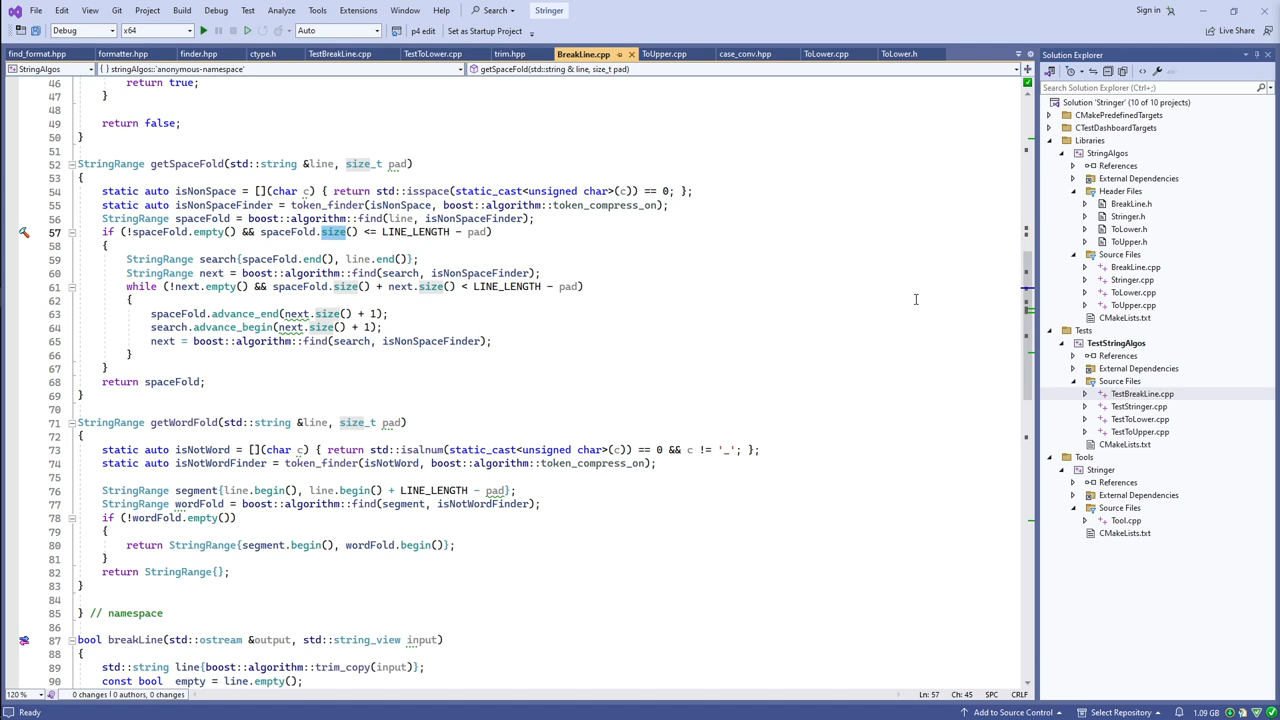 File Edit View Git Project Build Debug Test Analyze Tools Extensions Window Help Search Stringer Sign in
Debug x64 Auto p4 edit Set as Startup Project Live Share
find_format.hpp formatter.hpp finder.hpp ctype.h TestBreakLine.cpp TestToLower.cpp trim.hpp BreakLine.cpp ToUpper.cpp case_conv.hpp ToLower.cpp ToLower.h
StringAlgos stringAlgos::`anonymous-namespace' getSpaceFold(std::string & line, size_t pad)
46 return true;
47 }
48
49 return false;
50 }
51
52 StringRange getSpaceFold(std::string &line, size_t pad)
53 {
54 static auto isNonSpace = [](char c) { return std::isspace(static_cast<unsigned char>(c)) == 0; };
55 static auto isNonSpaceFinder = token_finder(isNonSpace, boost::algorithm::token_compress_on);
56 StringRange spaceFold = boost::algorithm::find(line, isNonSpaceFinder);
57 if (!spaceFold.empty() && spaceFold.size() <= LINE_LENGTH - pad)
58 {
59 StringRange search{spaceFold.end(), line.end()};
60 StringRange next = boost::algorithm::find(search, isNonSpaceFinder);
61 while (!next.empty() && spaceFold.size() + next.size() < LINE_LENGTH - pad)
62 {
63 spaceFold.advance_end(next.size() + 1);
64 search.advance_begin(next.size() + 1);
65 next = boost::algorithm::find(search, isNonSpaceFinder);
66 }
67 }
68 return spaceFold;
69 }
70
71 StringRange getWordFold(std::string &line, size_t pad)
72 {
73 static auto isNotWord = [](char c) { return std::isalnum(static_cast<unsigned char>(c)) == 0 && c != '_'; };
74 static auto isNotWordFinder = token_finder(isNotWord, boost::algorithm::token_compress_on);
75
76 StringRange segment{line.begin(), line.begin() + LINE_LENGTH - pad};
77 StringRange wordFold = boost::algorithm::find(segment, isNotWordFinder);
78 if (!wordFold.empty())
79 {
80 return StringRange{segment.begin(), wordFold.begin()};
81 }
82 return StringRange{};
83 }
84
85 } // namespace
86
87 bool breakLine(std::ostream &output, std::string_view input)
88 {
89 std::string line{boost::algorithm::trim_copy(input)};
90 const bool empty = line.empty();
120 % 0 changes | 0 authors, 0 changes Ln: 57 Ch: 45 SPC CRLF
Solution Explorer
Search Solution Explorer (Ctrl+;)
Solution 'Stringer' (10 of 10 projects)
CMakePredefinedTargets
CTestDashboardTargets
Libraries
StringAlgos
References
External Dependencies
Header Files
BreakLine.h
Stringer.h
ToLower.h
ToUpper.h
Source Files
BreakLine.cpp
Stringer.cpp
ToLower.cpp
ToUpper.cpp
CMakeLists.txt
Tests
TestStringAlgos
References
External Dependencies
Source Files
TestBreakLine.cpp
TestStringer.cpp
TestToLower.cpp
TestToUpper.cpp
CMakeLists.txt
Tools
Stringer
References
External Dependencies
Source Files
Tool.cpp
CMakeLists.txt
Ready Add to Source Control Select Repository 1.09 GB